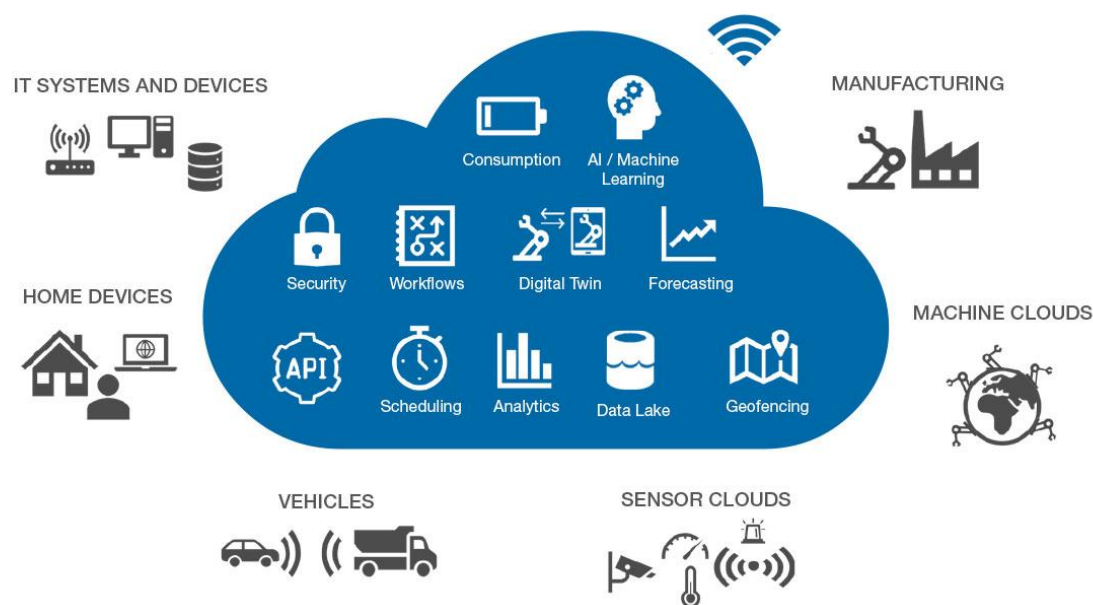 IT SYSTEMS AND DEVICES
MANUFACTURING
Consumption
AI / Machine
Learning
Security
Workflows
Digital Twin
Forecasting
HOME DEVICES
MACHINE CLOUDS
API
Scheduling
Analytics
Data Lake
Geofencing
VEHICLES
SENSOR CLOUDS